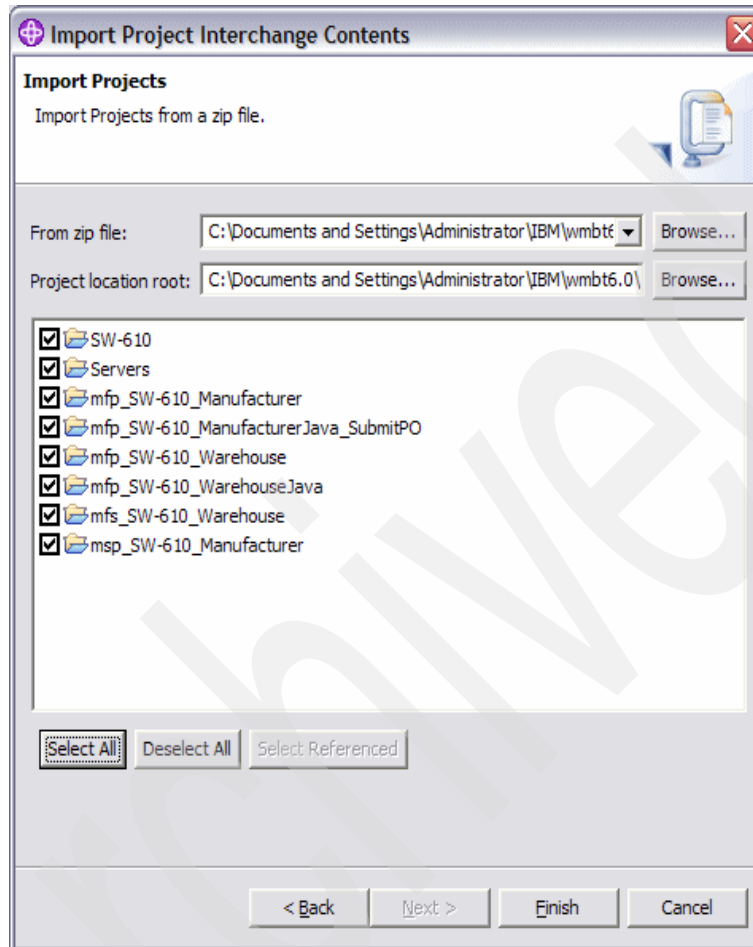 Import Project Interchange Contents
Import Projects
Import Projects from a zip file.
From zip file: C:\Documents and Settings\Administrator\IBM\wmbt6 Browse...
Project location root: C:\Documents and Settings\Administrator\IBM\wmbt6.0\ Browse...
SW-610
Servers
mfp_SW-610_Manufacturer
mfp_SW-610_ManufacturerJava_SubmitPO
mfp_SW-610_Warehouse
mfp_SW-610_WarehouseJava
mfs_SW-610_Warehouse
msp_SW-610_Manufacturer
Select All Deselect All Select Referenced
< Back Next > Finish Cancel
rchived